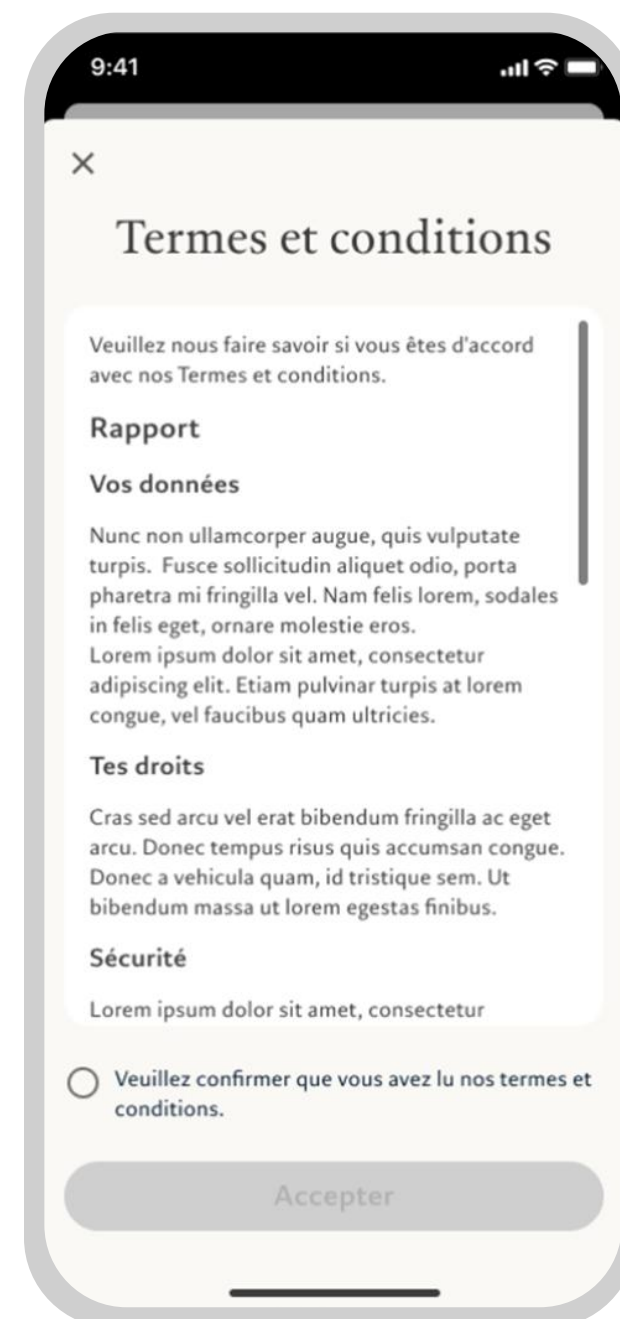 9:41
Termes et conditions
Veuillez nous faire savoir si vous êtes d'accord
avec nos Termes et conditions.
Rapport
Vos données
Nunc non ullamcorper augue, quis vulputate
turpis. Fusce sollicitudin aliquet odio, porta
pharetra mi fringilla vel. Nam felis lorem, sodales
in felis eget, ornare molestie eros.
Lorem ipsum dolor sit amet, consectetur
adipiscing elit. Etiam pulvinar turpis at lorem
congue, vel faucibus quam ultricies.
Tes droits
Cras sed arcu vel erat bibendum fringilla ac eget
arcu. Donec tempus risus quis accumsan congue.
Donec a vehicula quam, id tristique sem. Ut
bibendum massa ut lorem egestas finibus.
Sécurité
Lorem ipsum dolor sit amet, consectetur
Veuillez confirmer que vous avez lu nos termes et
conditions.
Accepter